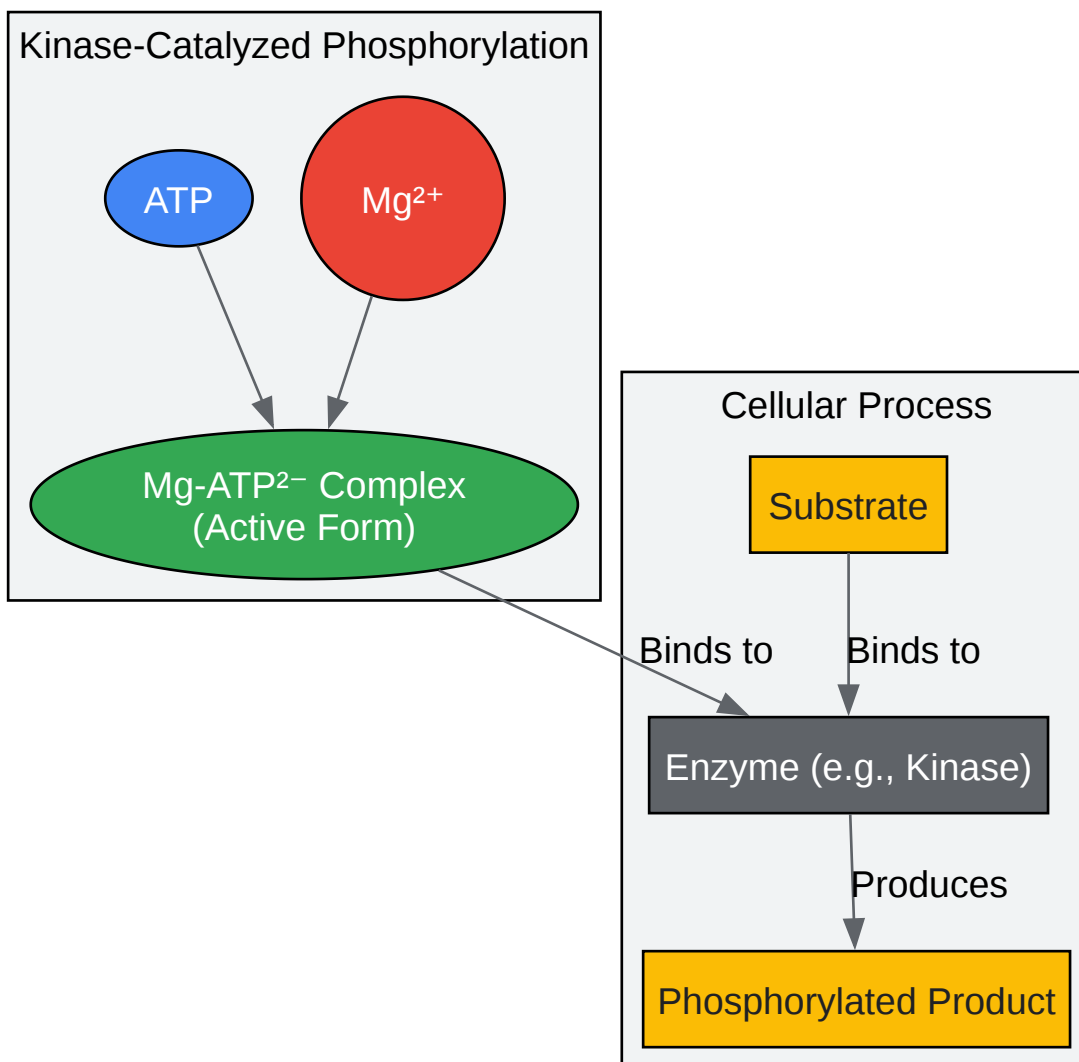 Kinase-Catalyzed Phosphorylation
ATP
Mg²⁺
Mg-ATP²⁻ Complex
(Active Form)
Cellular Process
Substrate
Binds to
Binds to
Enzyme (e.g., Kinase)
Produces
Phosphorylated Product